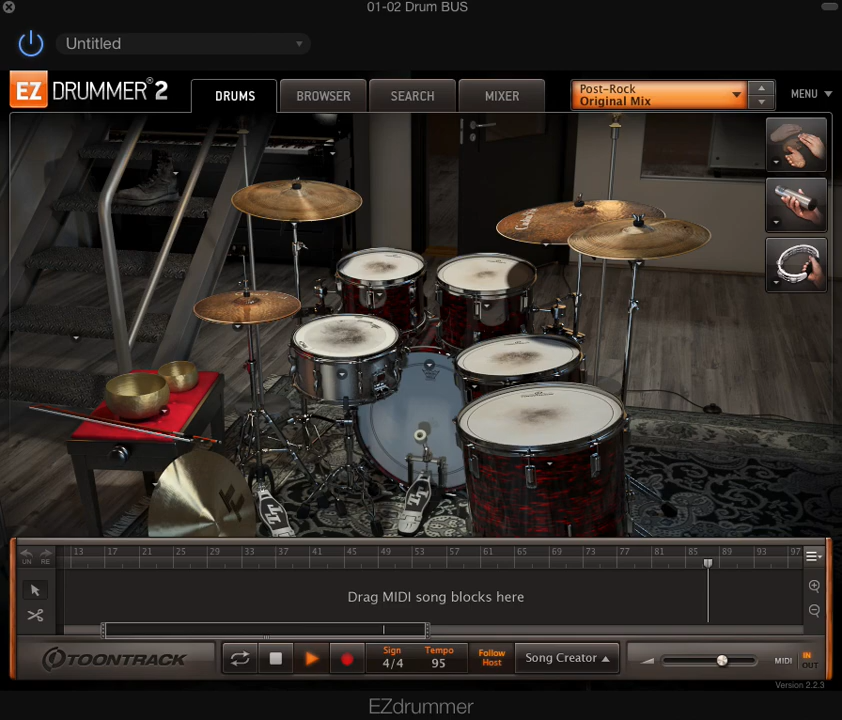 01-02 Drum BUS
Untitled
EZ DRUMMER® 2
DRUMS
BROWSER
SEARCH
MIXER
Post-Rock
Original Mix
MENU
UN RE
13 17 21 25 29 33 37 41 45 49 53 57 61 65 69 73 77 81 85 89 93 97
Drag MIDI song blocks here
TOONTRACK
Sign
4/4
Tempo
95
Follow
Host
Song Creator
MIDI
IN
OUT
Version 2.2.3
EZdrummer